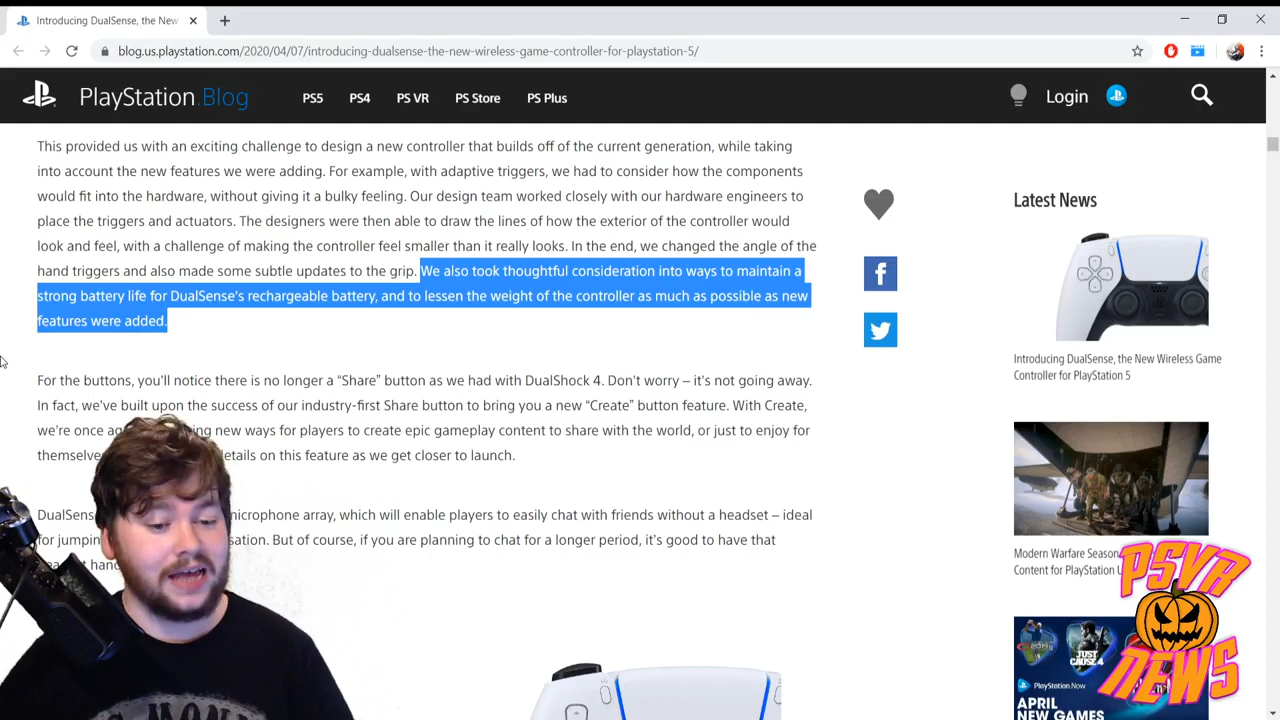 Introducing DualSense, the New
blog.us.playstation.com/2020/04/07/introducing-dualsense-the-new-wireless-game-controller-for-playstation-5/
PlayStation.Blog
PS5
PS4
PS VR
PS Store
PS Plus
Login
This provided us with an exciting challenge to design a new controller that builds off of the current generation, while taking
into account the new features we were adding. For example, with adaptive triggers, we had to consider how the components
would fit into the hardware, without giving it a bulky feeling. Our design team worked closely with our hardware engineers to
place the triggers and actuators. The designers were then able to draw the lines of how the exterior of the controller would
look and feel, with a challenge of making the controller feel smaller than it really looks. In the end, we changed the angle of the
hand triggers and also made some subtle updates to the grip. We also took thoughtful consideration into ways to maintain a
strong battery life for DualSense's rechargeable battery, and to lessen the weight of the controller as much as possible as new
features were added.
For the buttons, you'll notice there is no longer a “Share” button as we had with DualShock 4. Don't worry – it's not going away.
In fact, we've built upon the success of our industry-first Share button to bring you a new “Create” button feature. With Create,
we're once new ways for players to create epic gameplay content to share with the world, or just to enjoy for
details on this feature as we get closer to launch.
microphone array, which will enable players to easily chat with friends without a headset – ideal
for But of course, if you are planning to chat for a longer period, it's good to have that
Latest News
Introducing DualSense, the New Wireless Game
Controller for PlayStation 5
Modern Warfare
Content for PlayStation
JUST
CAUSE 4
PlayStation.Now
APRIL
NEW GAMES
PSVR
NEWS